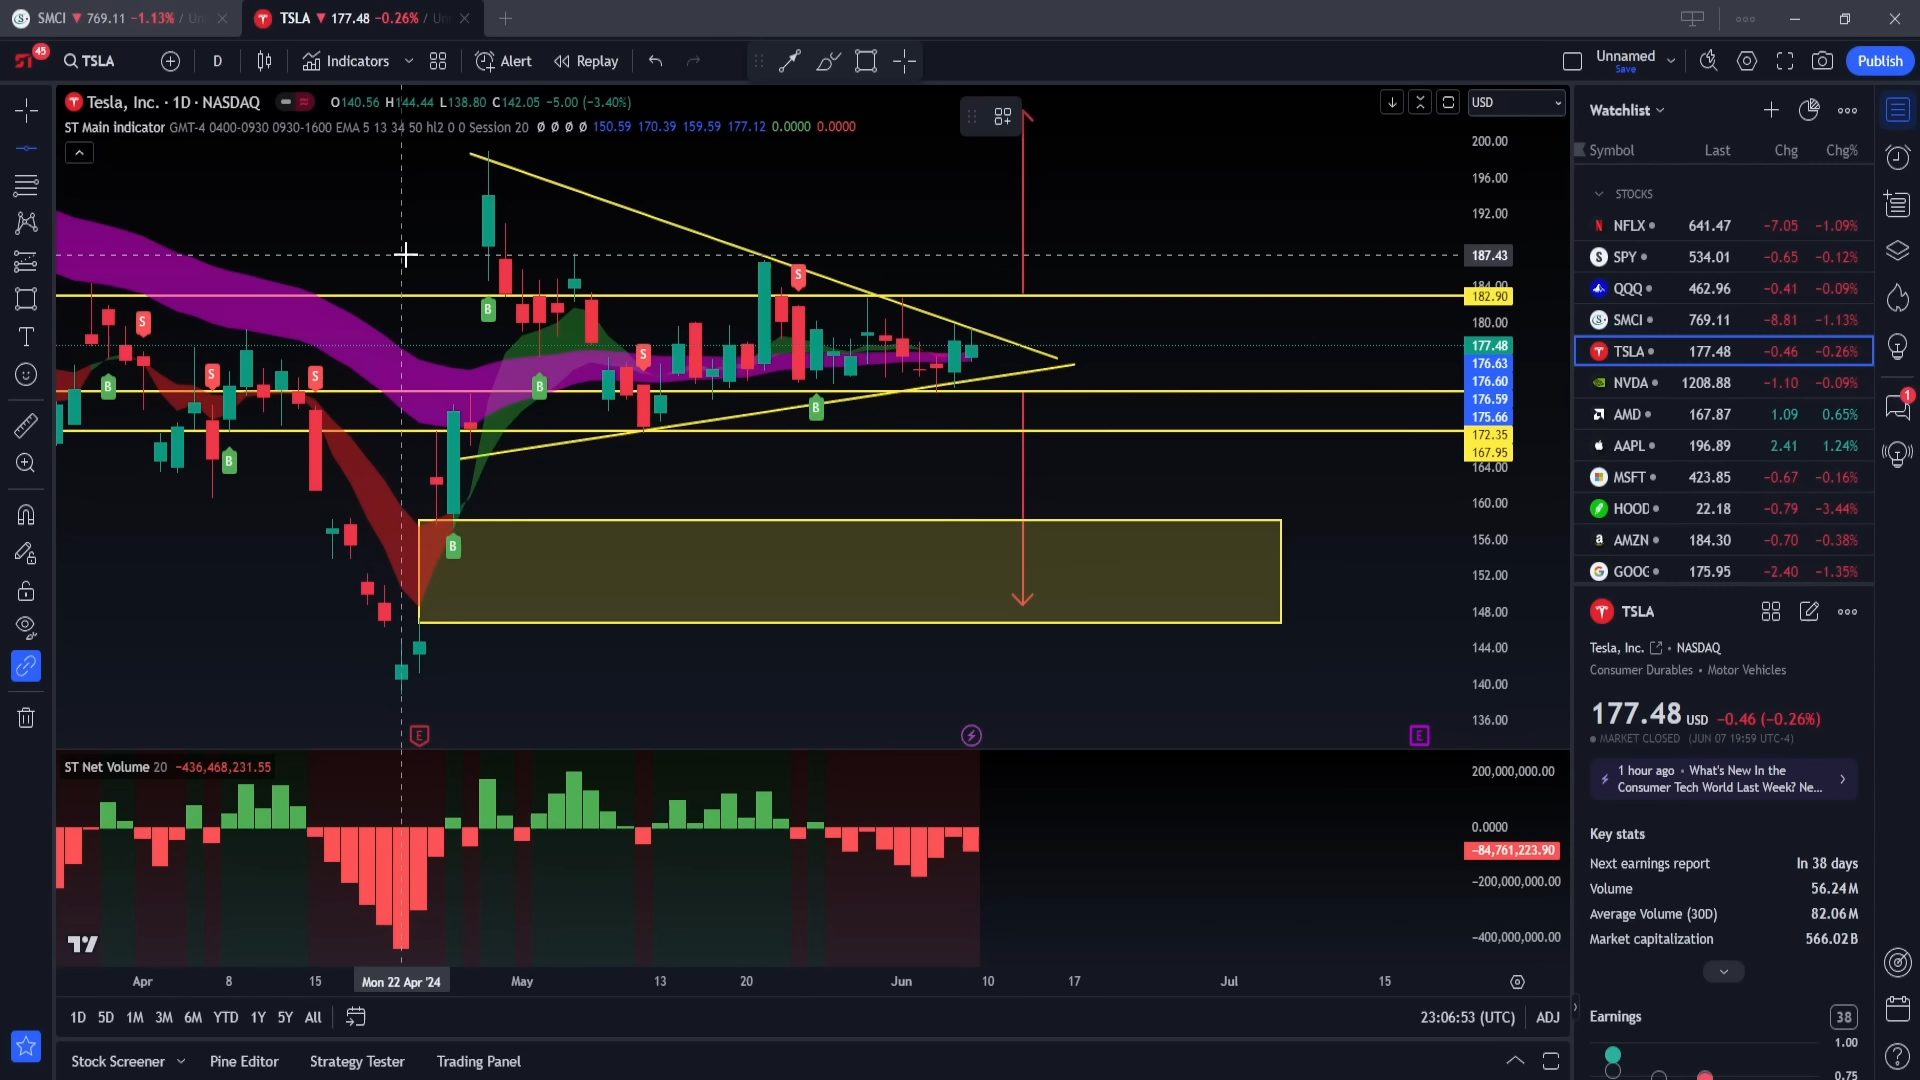 SMCI ▼ 769.11 −1.13% / Un
TSLA ▼ 177.48 −0.26% / Un
45
TSLA
D
Indicators
Alert
Replay
Unnamed
Save
Publish
Tesla, Inc. · 1D · NASDAQ
O140.56 H144.44 L138.80 C142.05 −5.00 (−3.40%)
ST Main indicator GMT-4 0400-0930 0930-1600 EMA 5 13 34 50 hl2 0 0 Session 20 Ø Ø Ø Ø 150.59 170.39 159.59 177.12 0.0000 0.0000
USD
200.00
196.00
192.00
187.43
184.00
182.90
180.00
177.48
176.63
176.60
176.59
175.66
172.35
167.95
164.00
160.00
156.00
152.00
148.00
144.00
140.00
136.00
S
S
S
S
S
B
B
B
B
B
B
E
E
ST Net Volume 20 −436,468,231.55
200,000,000.00
0.0000
−84,761,223.90
−200,000,000.00
−400,000,000.00
Apr
8
15
Mon 22 Apr '24
May
13
20
Jun
10
17
Jul
15
1D 5D 1M 3M 6M YTD 1Y 5Y All
23:06:53 (UTC)
ADJ
Stock Screener
Pine Editor
Strategy Tester
Trading Panel
Watchlist
Symbol Last Chg Chg%
STOCKS
NFLX 641.47 −7.05 −1.09%
SPY 534.01 −0.65 −0.12%
QQQ 462.96 −0.41 −0.09%
SMCI 769.11 −8.81 −1.13%
TSLA 177.48 −0.46 −0.26%
NVDA 1208.88 −1.10 −0.09%
AMD 167.87 1.09 0.65%
AAPL 196.89 2.41 1.24%
MSFT 423.85 −0.67 −0.16%
HOOD 22.18 −0.79 −3.44%
AMZN 184.30 −0.70 −0.38%
GOOG 175.95 −2.40 −1.35%
TSLA
Tesla, Inc. • NASDAQ
Consumer Durables • Motor Vehicles
177.48 USD −0.46 (−0.26%)
MARKET CLOSED (JUN 07 19:59 UTC-4)
1 hour ago • What's New In the
Consumer Tech World Last Week? Ne...
Key stats
Next earnings report In 38 days
Volume 56.24M
Average Volume (30D) 82.06M
Market capitalization 566.02B
Earnings
38
1.00
0.75
1